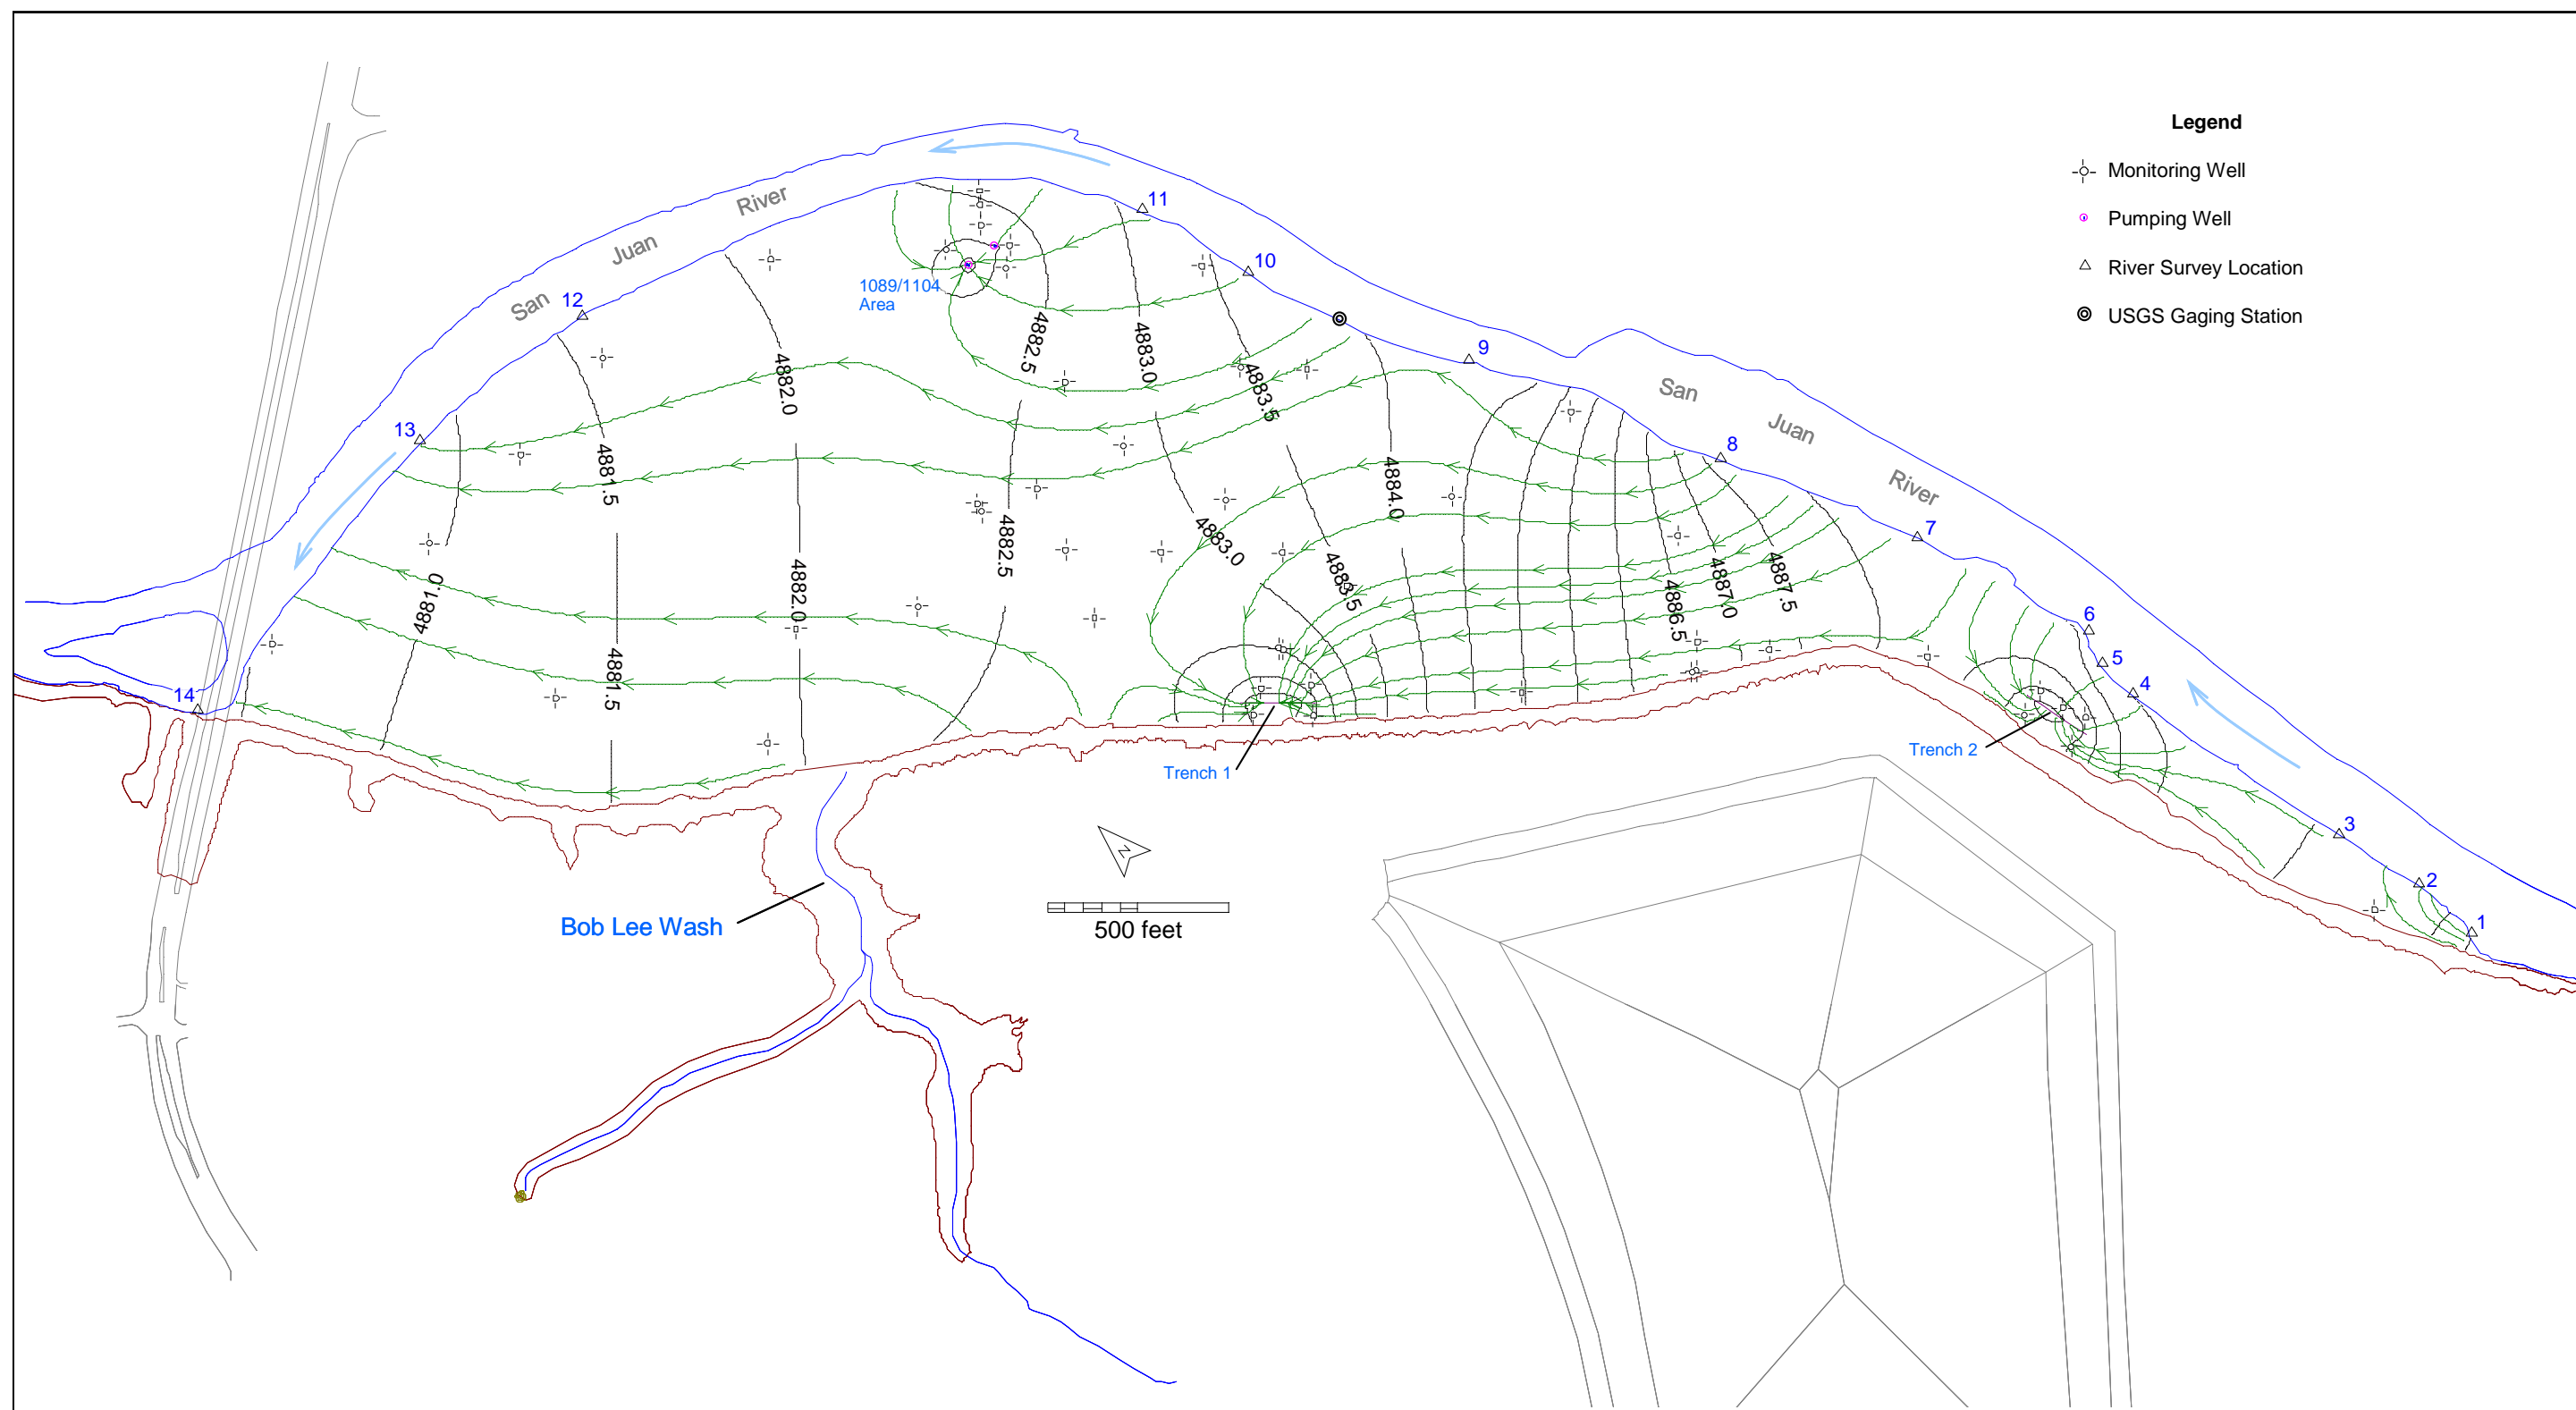 Legend
Monitoring Well
Pumping Well
River Survey Location
USGS Gaging Station
San Juan River
San Juan River
1
2
3
4
5
6
7
8
9
10
11
12
13
14
1089/1104
Area
4882.5
4883.0
4883.5
4882.0
4884.0
4881.5
4882.5
4883.0
4883.5
4886.5
4887.0
4887.5
4882.0
4881.0
4881.5
Trench 1
Trench 2
Bob Lee Wash
N
500 feet